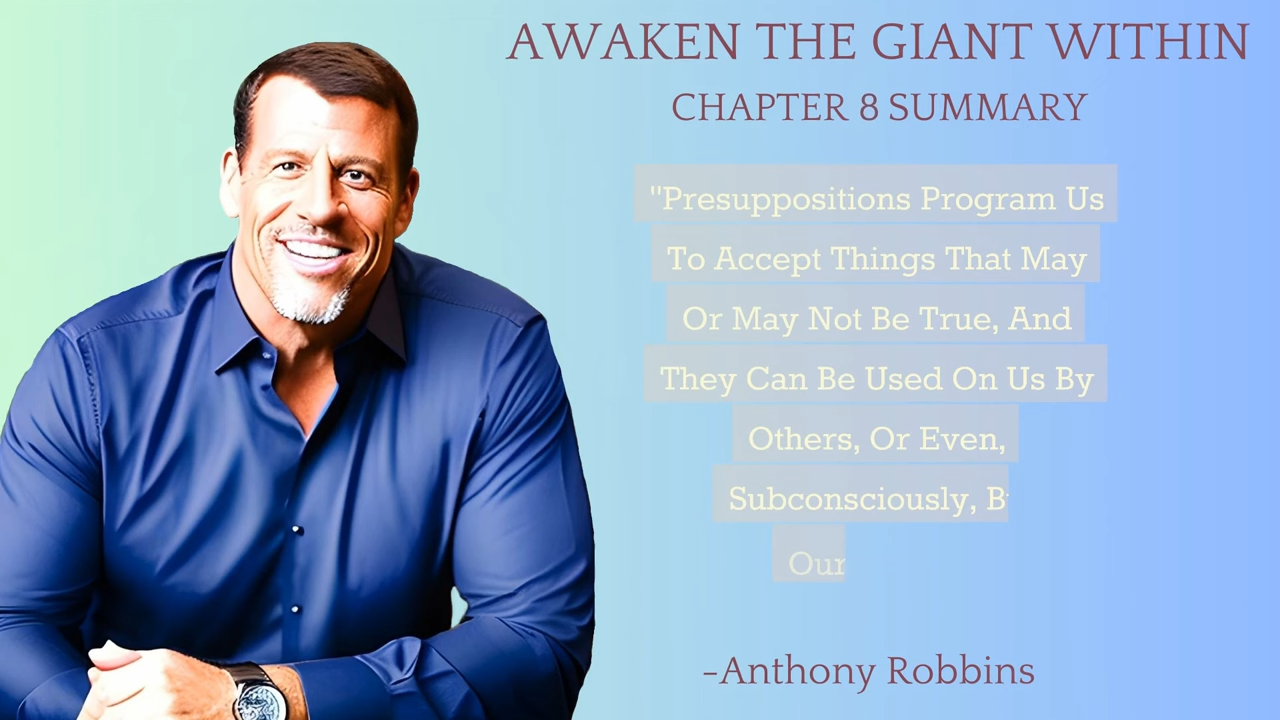 AWAKEN THE GIANT WITHIN
CHAPTER 8 SUMMARY
"Presuppositions Program Us
To Accept Things That May
Or May Not Be True, And
They Can Be Used On Us By
Others, Or Even,
Subconsciously, B
Our
-Anthony Robbins